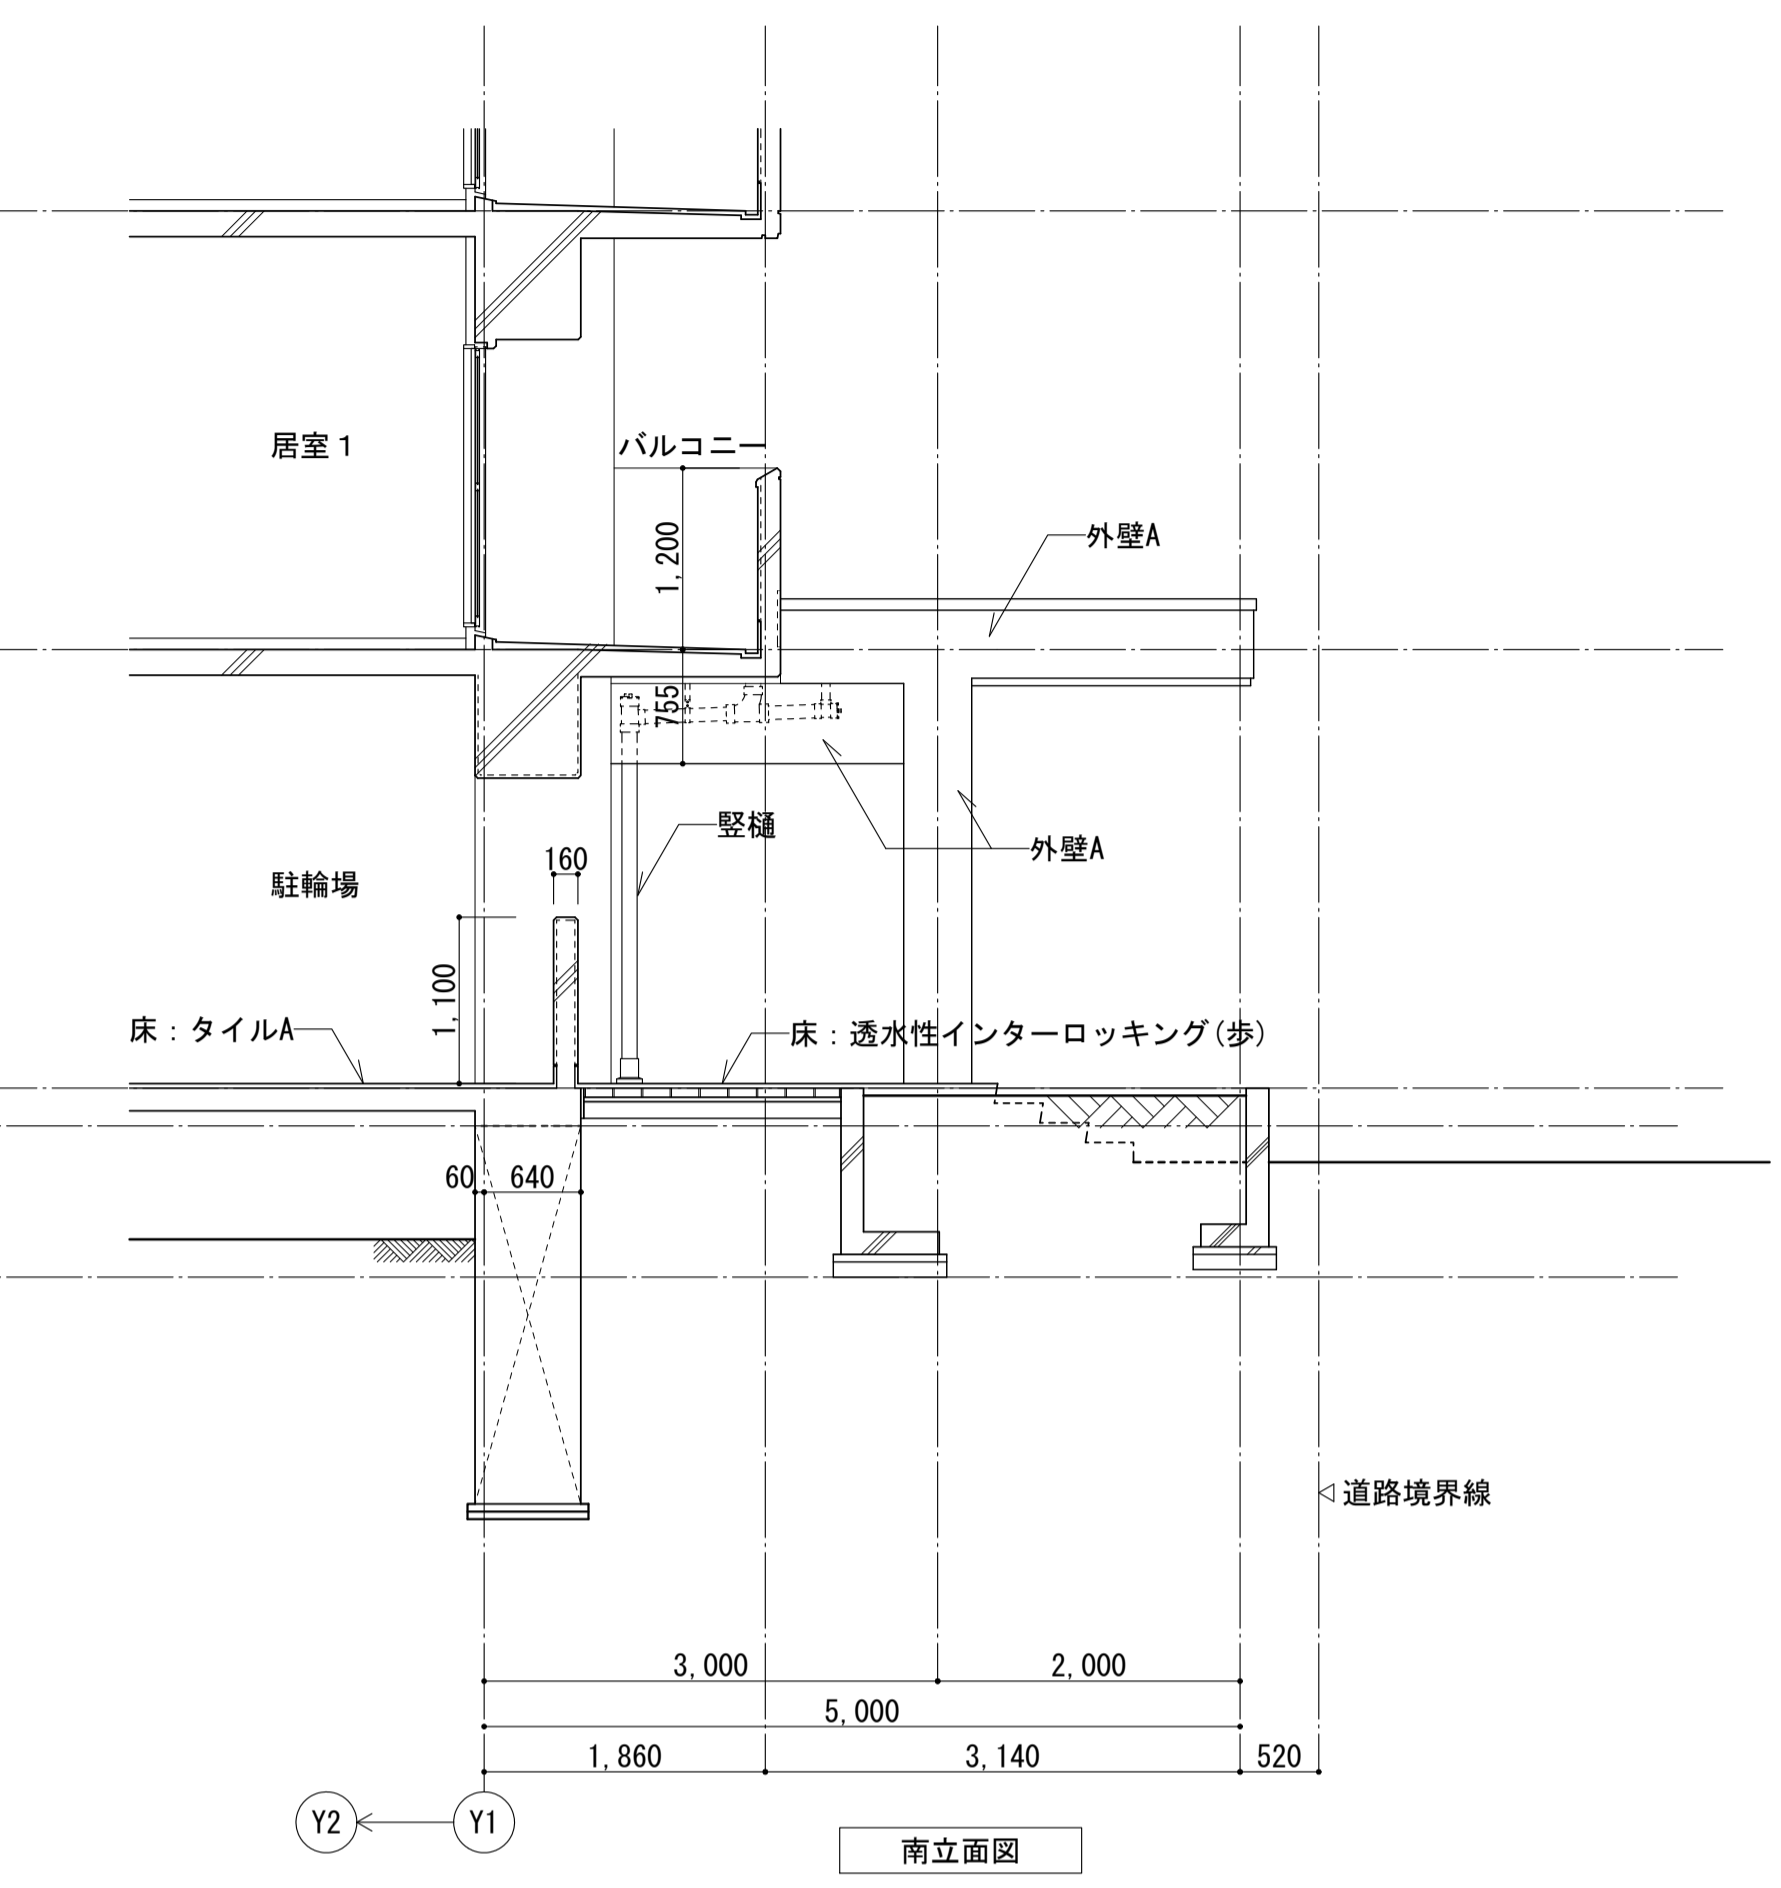 居室１
バルコニー
1,200
外壁A
755
竪樋
外壁A
160
駐輪場
1,100
床：タイルA
床：透水性インターロッキング(歩)
60
640
道路境界線
3,000
2,000
5,000
1,860
3,140
520
Y2
Y1
南立面図